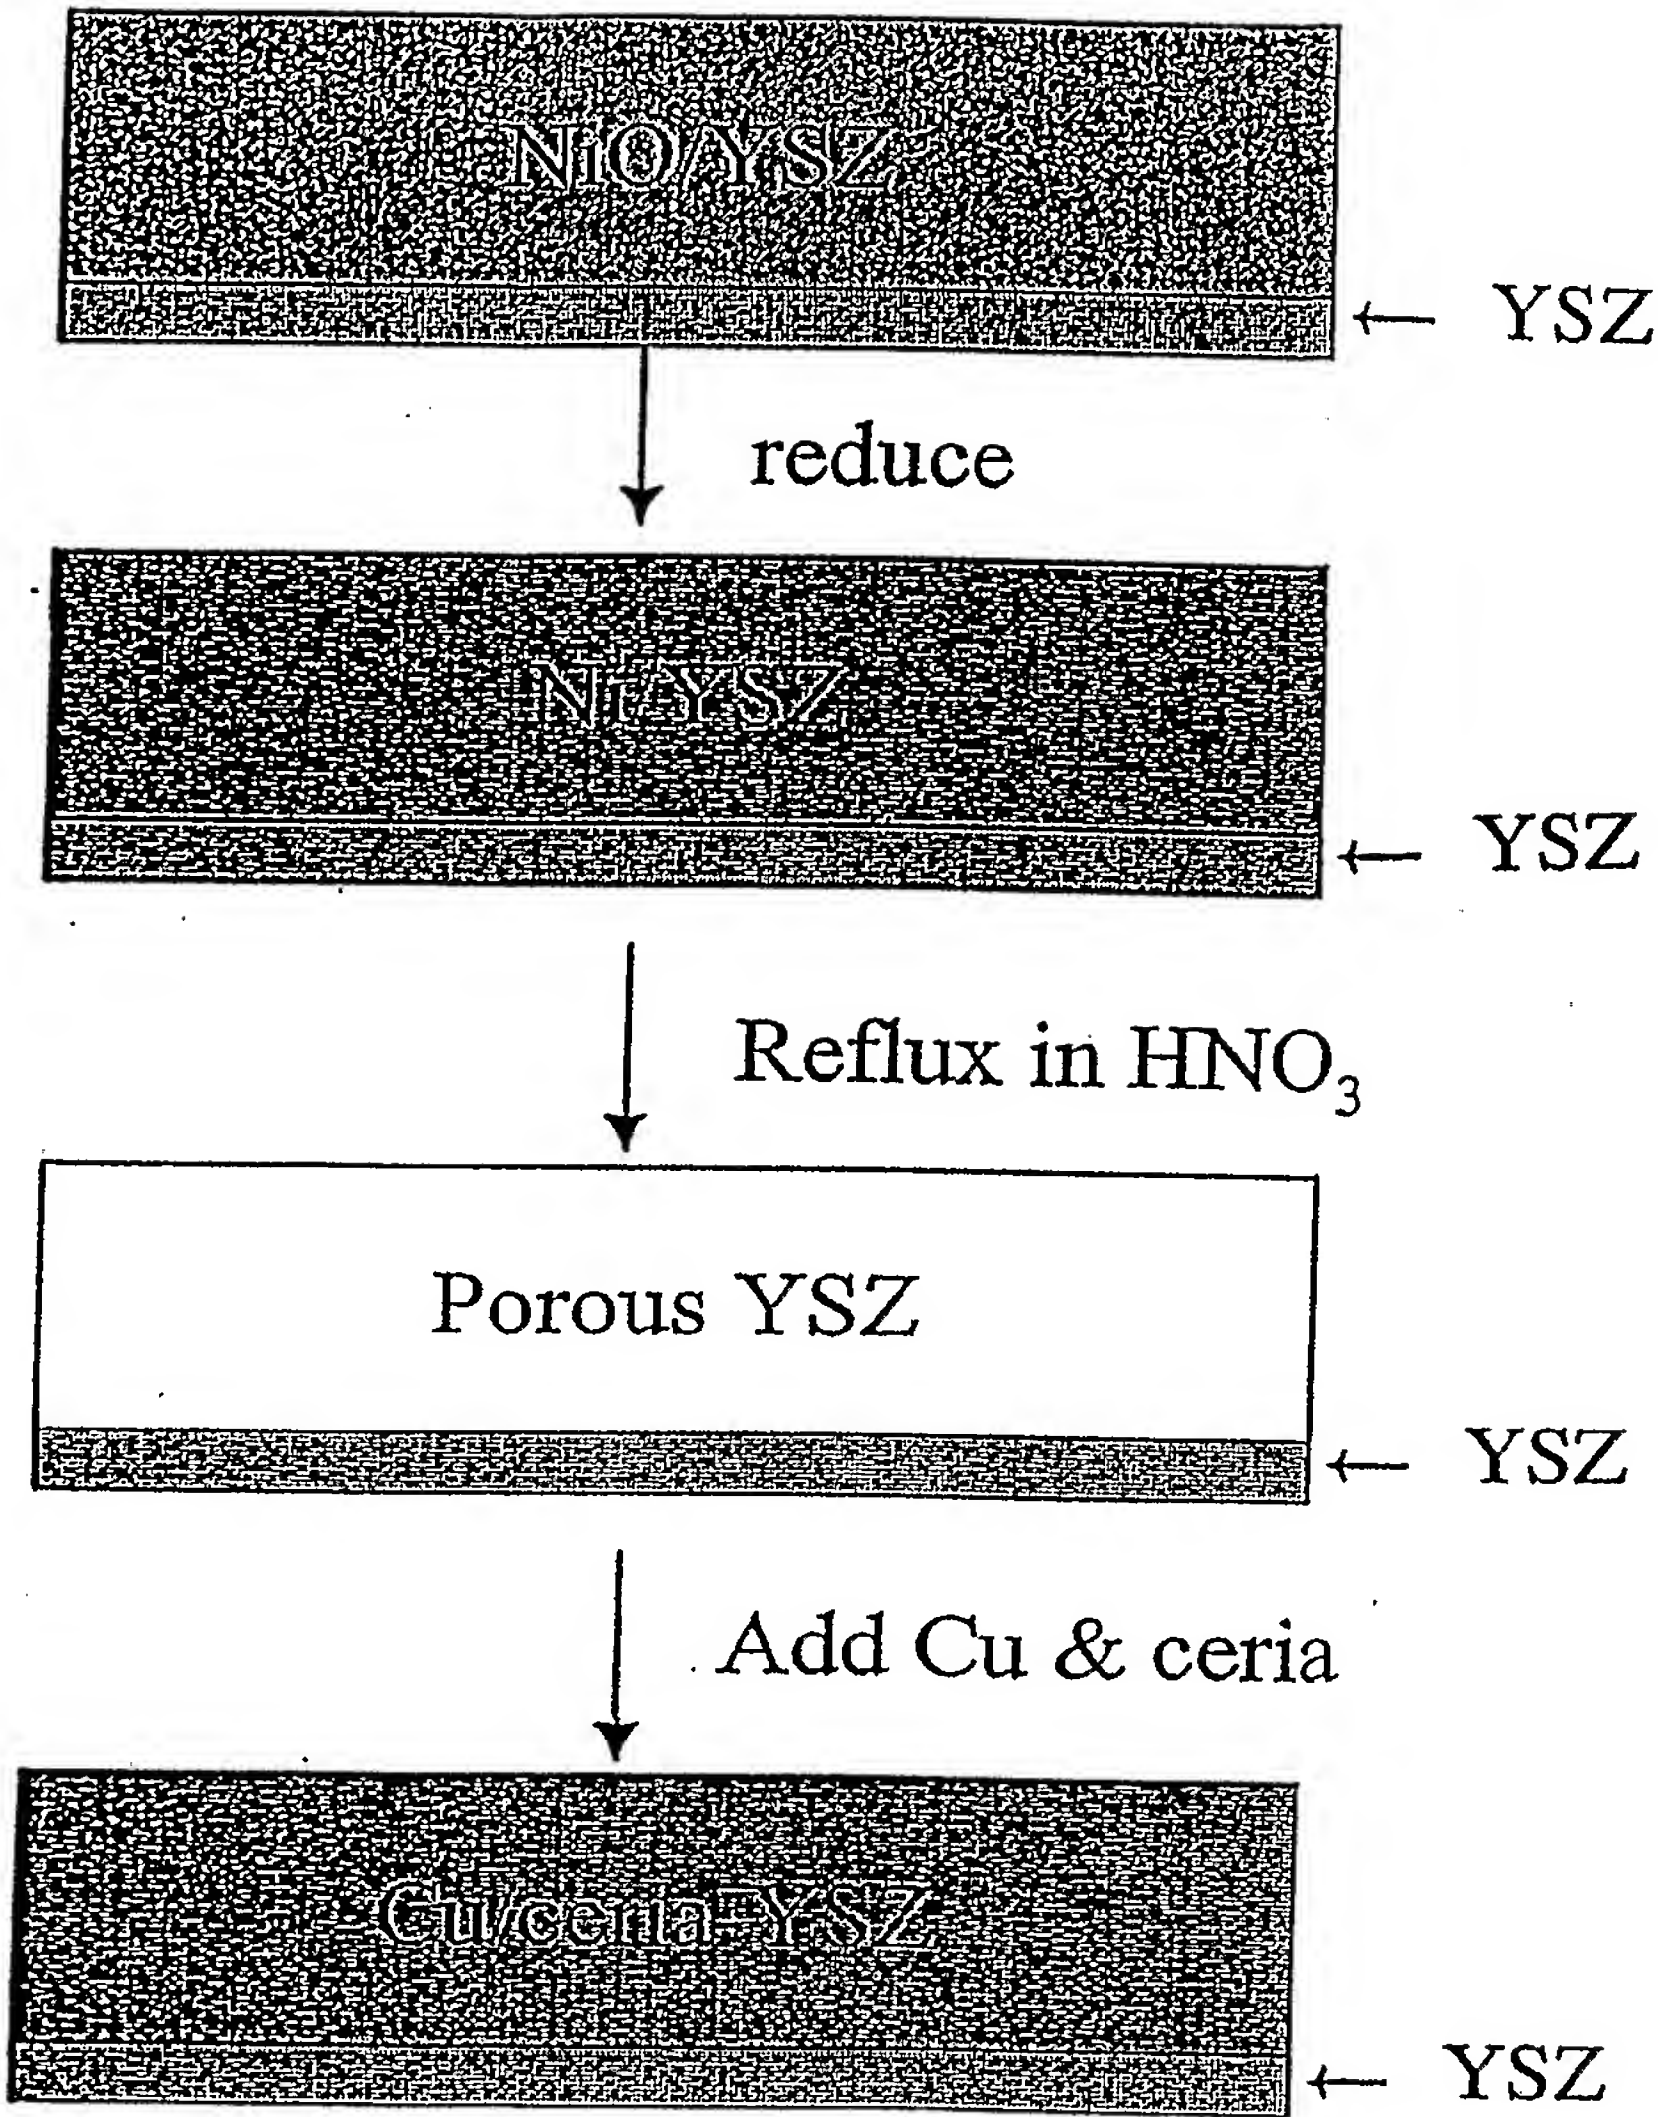 NiO/YSZ
YSZ
reduce
Ni-YSZ
YSZ
Reflux in HNO₃
Porous YSZ
YSZ
Add Cu & ceria
Cu/ceria-YSZ
YSZ